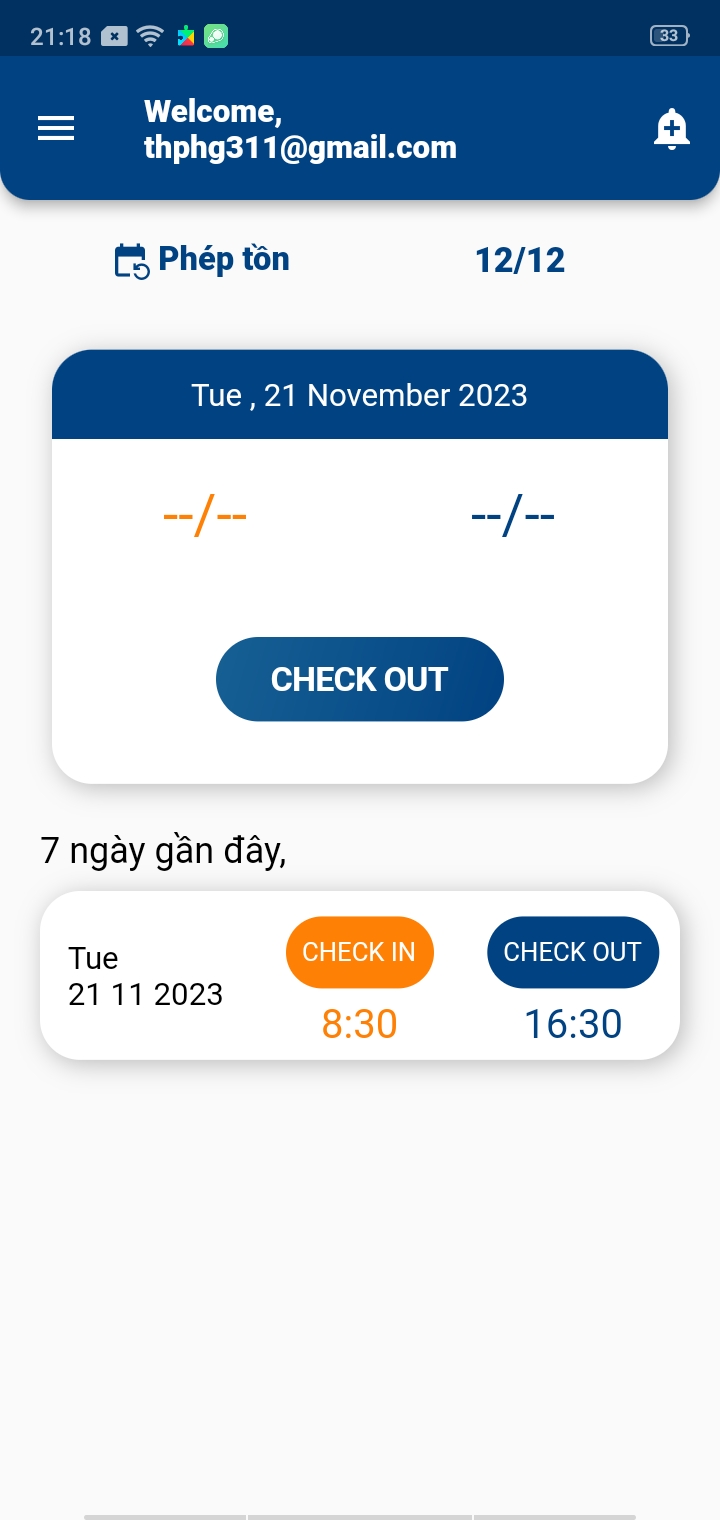 21:18
33
Welcome,
thphg311@gmail.com
Phép tồn
12/12
Tue , 21 November 2023
--/--
--/--
CHECK OUT
7 ngày gần đây,
Tue
21 11 2023
CHECK IN
8:30
CHECK OUT
16:30